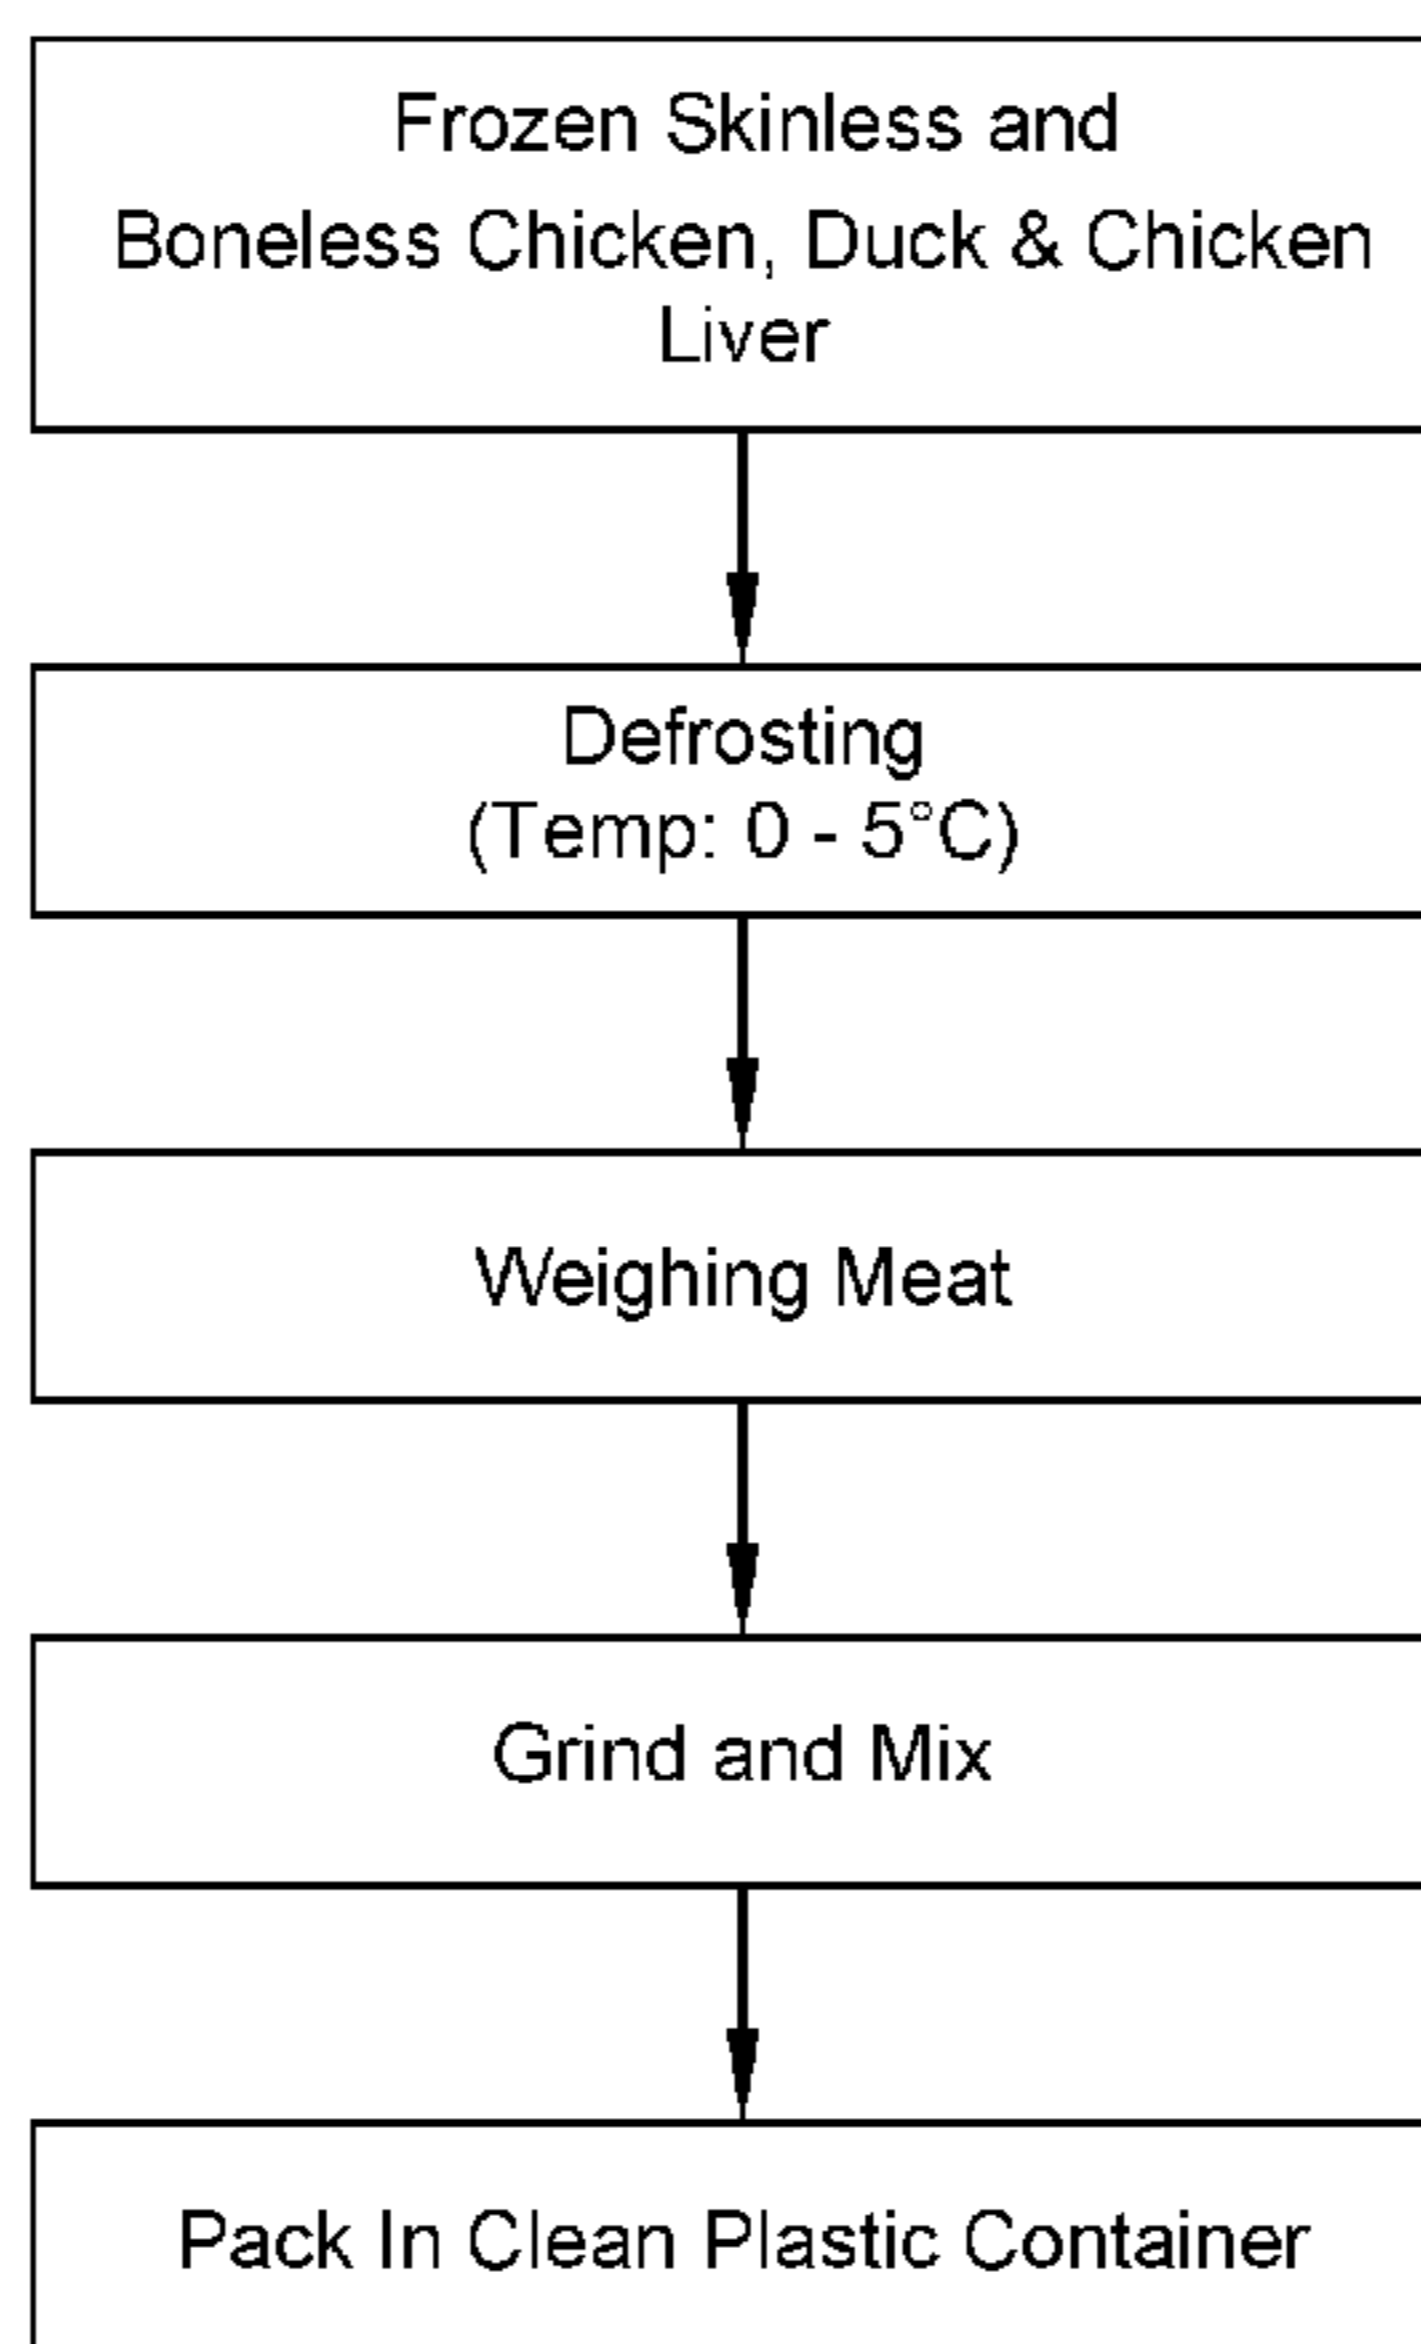 Frozen Skinless and
Boneless Chicken, Duck & Chicken
Liver
Defrosting
(Temp: 0 - 5°C)
Weighing Meat
Grind and Mix
Pack In Clean Plastic Container